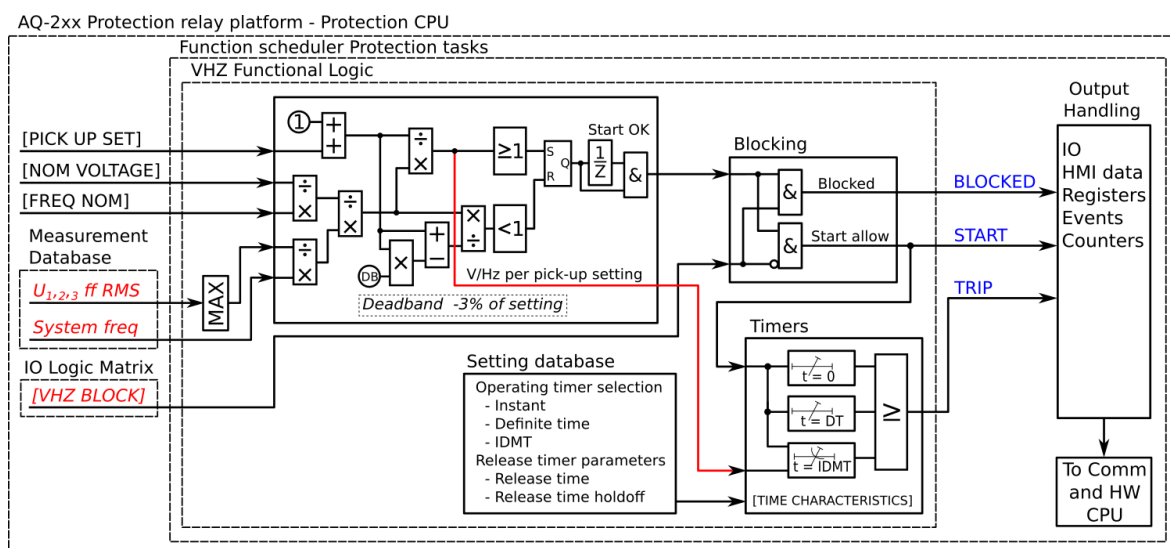 AQ-2xx Protection relay platform - Protection CPU
Function scheduler Protection tasks
VHZ Functional Logic
[PICK UP SET]
[NOM VOLTAGE]
[FREQ NOM]
Measurement
Database
U1,2,3 ff RMS
System freq
IO Logic Matrix
[VHZ BLOCK]
MAX
1
+
+
÷
×
÷
×
÷
×
÷
×
≥1
S
Q
R
Start OK
1
Z
&
×
÷
<1
+
−
DB
×
V/Hz per pick-up setting
Deadband -3% of setting
Blocking
&
Blocked
&
Start allow
BLOCKED
START
TRIP
Setting database
Operating timer selection
- Instant
- Definite time
- IDMT
Release timer parameters
- Release time
- Release time holdoff
Timers
t = 0
t = DT
t = IDMT
≥
[TIME CHARACTERISTICS]
Output
Handling
IO
HMI data
Registers
Events
Counters
To Comm
and HW
CPU